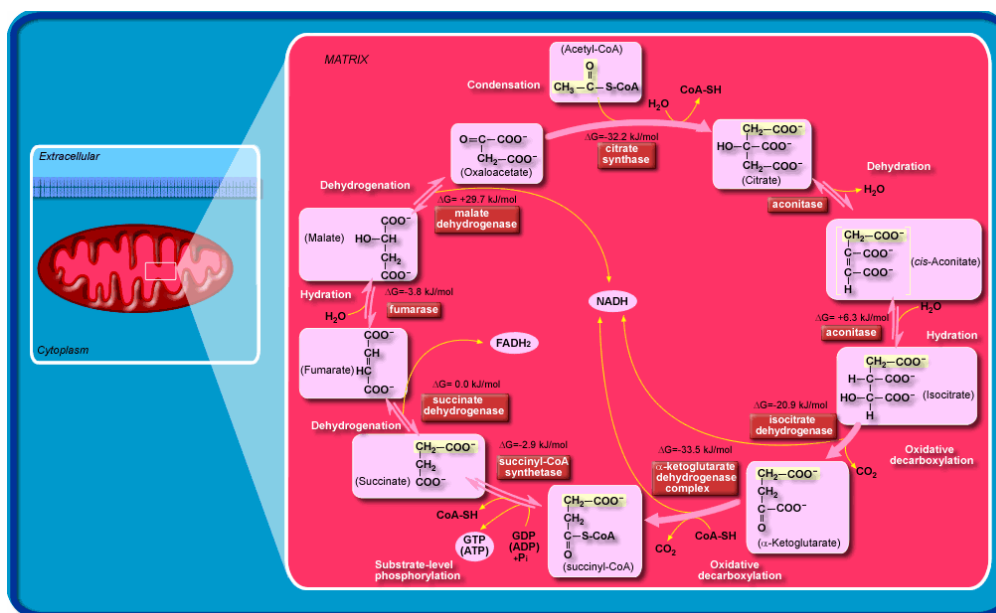 MATRIX
(Acetyl-CoA)
O
CH₃—C—S-CoA
Condensation
H₂O
CoA-SH
ΔG=-32.2 kJ/mol
citrate
synthase
O=C—COO⁻
CH₂—COO⁻
(Oxaloacetate)
CH₂—COO⁻
HO—C—COO⁻
CH₂—COO⁻
(Citrate)
Dehydration
H₂O
aconitase
CH₂—COO⁻
C—COO⁻
C—COO⁻
H
(cis-Aconitate)
ΔG= +6.3 kJ/mol
H₂O
aconitase
Hydration
CH₂—COO⁻
H—C—COO⁻
HO—C—COO⁻
H
(Isocitrate)
ΔG=-20.9 kJ/mol
isocitrate
dehydrogenase
Oxidative
decarboxylation
CO₂
CH₂—COO⁻
CH₂
C—COO⁻
O
(α-Ketoglutarate)
ΔG=-33.5 kJ/mol
α-ketoglutarate
dehydrogenase
complex
CoA-SH
CO₂
Oxidative
decarboxylation
CH₂—COO⁻
CH₂
C—S-CoA
O
(succinyl-CoA)
ΔG=-2.9 kJ/mol
succinyl-CoA
synthetase
CoA-SH
GTP
(ATP)
GDP
(ADP)
+Pi
Substrate-level
phosphorylation
CH₂—COO⁻
CH₂
COO⁻
(Succinate)
Dehydrogenation
ΔG= 0.0 kJ/mol
succinate
dehydrogenase
FADH₂
COO⁻
CH
HC
COO⁻
(Fumarate)
Hydration
H₂O
ΔG=-3.8 kJ/mol
fumarase
COO⁻
HO—CH
CH₂
COO⁻
(Malate)
Dehydrogenation
ΔG= +29.7 kJ/mol
malate
dehydrogenase
NADH
Extracellular
Cytoplasm